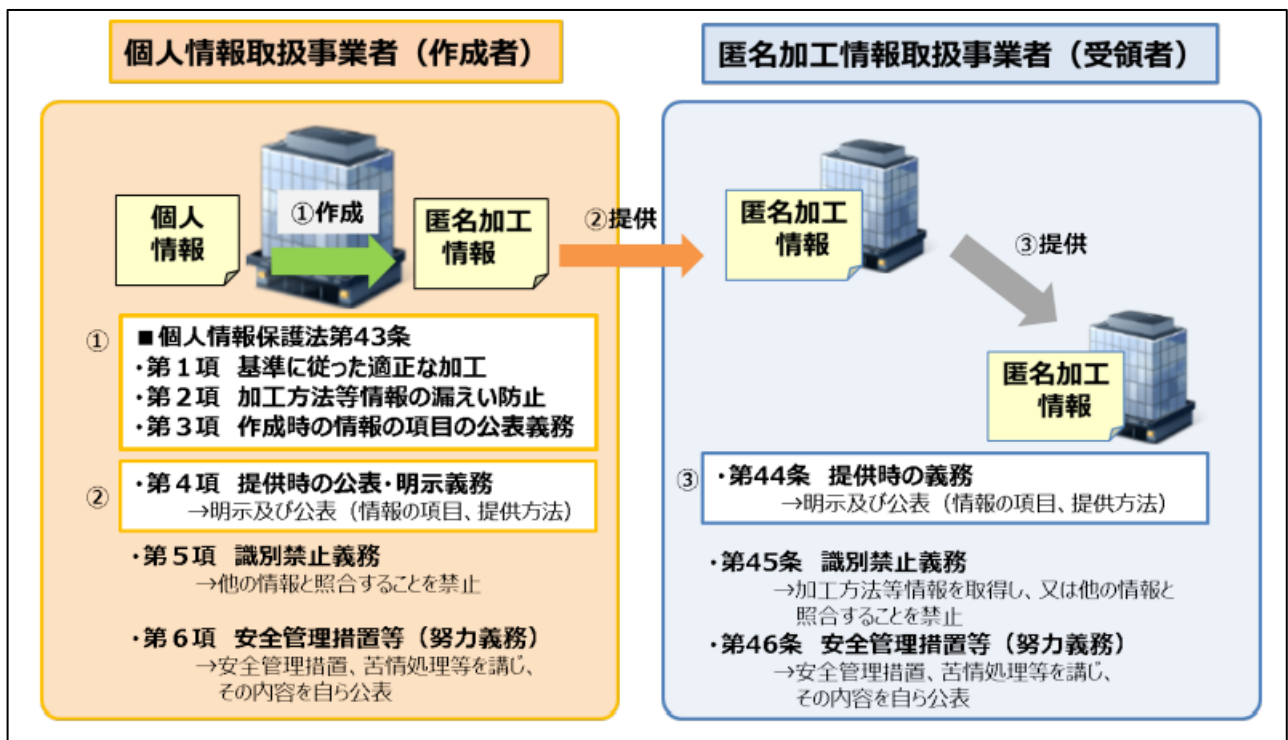 個人情報取扱事業者（作成者）
個人
情報
①作成
匿名加工
情報
②提供
①
■個人情報保護法第43条
・第１項 基準に従った適正な加工
・第２項 加工方法等情報の漏えい防止
・第３項 作成時の情報の項目の公表義務
②
・第４項 提供時の公表・明示義務
→明示及び公表（情報の項目、提供方法）
・第５項 識別禁止義務
→他の情報と照合することを禁止
・第６項 安全管理措置等（努力義務）
→安全管理措置、苦情処理等を講じ、
その内容を自ら公表
匿名加工情報取扱事業者（受領者）
匿名加工
情報
③提供
匿名加工
情報
③
・第44条 提供時の義務
→明示及び公表（情報の項目、提供方法）
・第45条 識別禁止義務
→加工方法等情報を取得し、又は他の情報と
照合することを禁止
・第46条 安全管理措置等（努力義務）
→安全管理措置、苦情処理等を講じ、
その内容を自ら公表